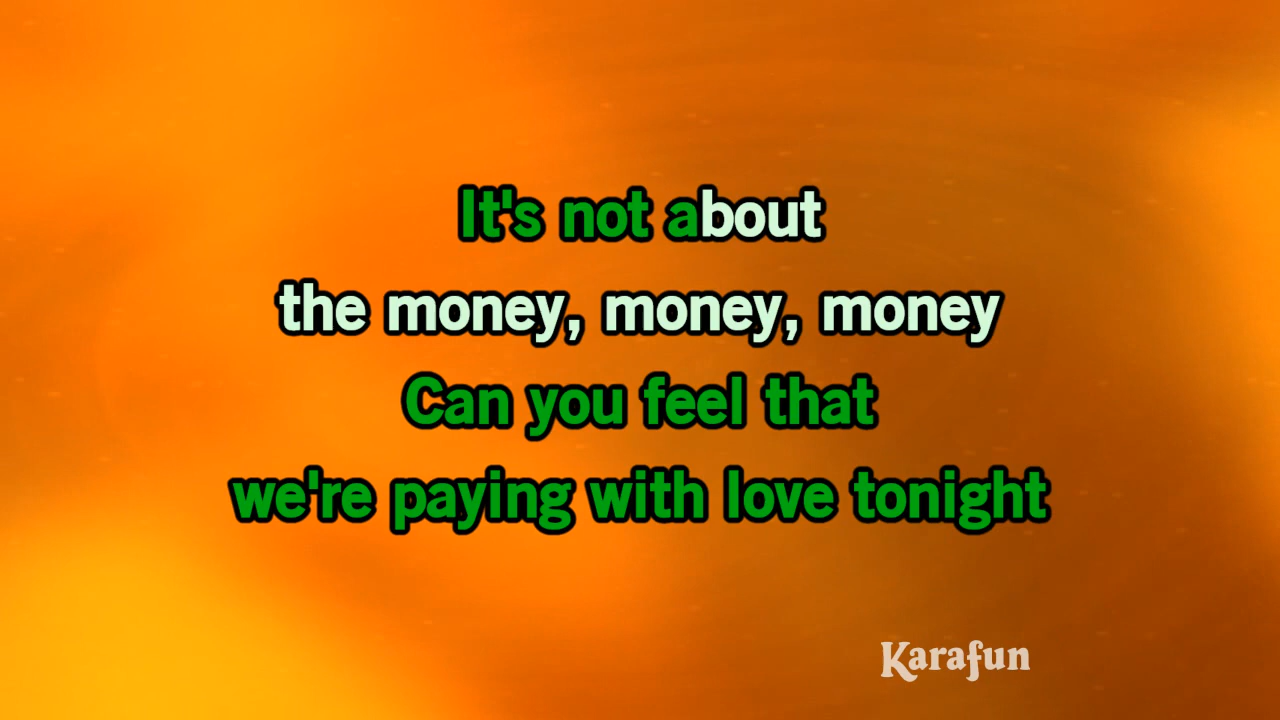 It's not about
the money, money, money
Can you feel that
we're paying with love tonight
Karafun